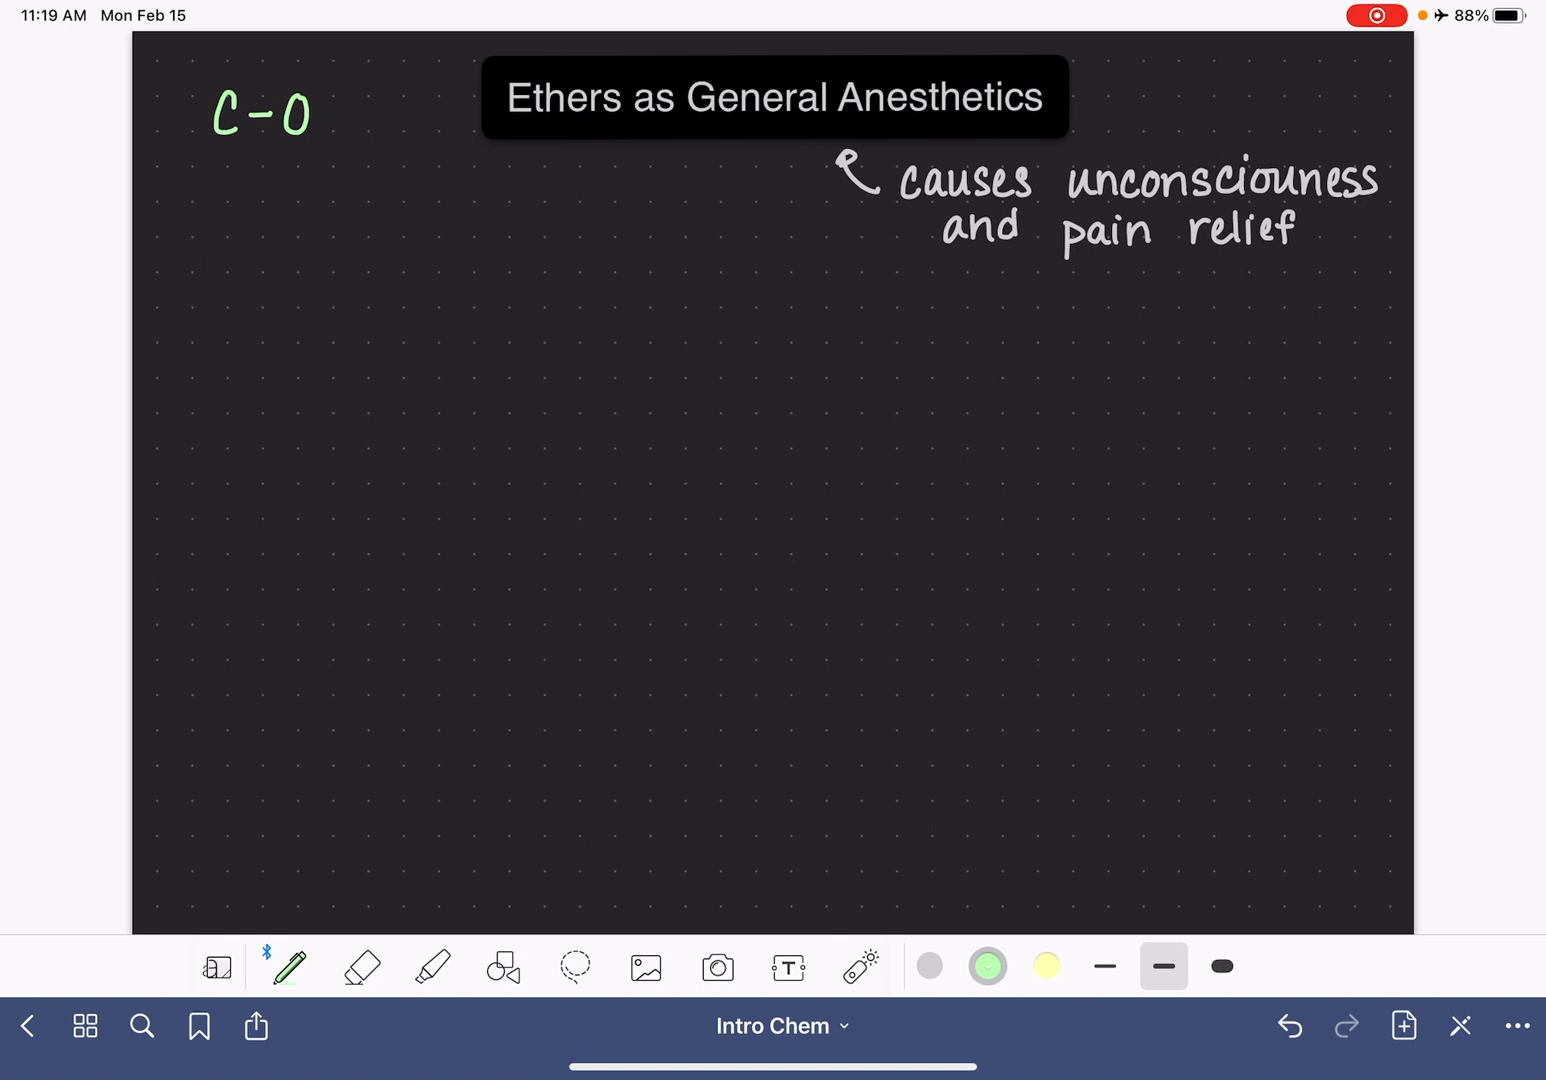 11:19 AM Mon Feb 15
88%
Ethers as General Anesthetics
C-O
causes unconsciouness
and pain relief
a
T
Intro Chem